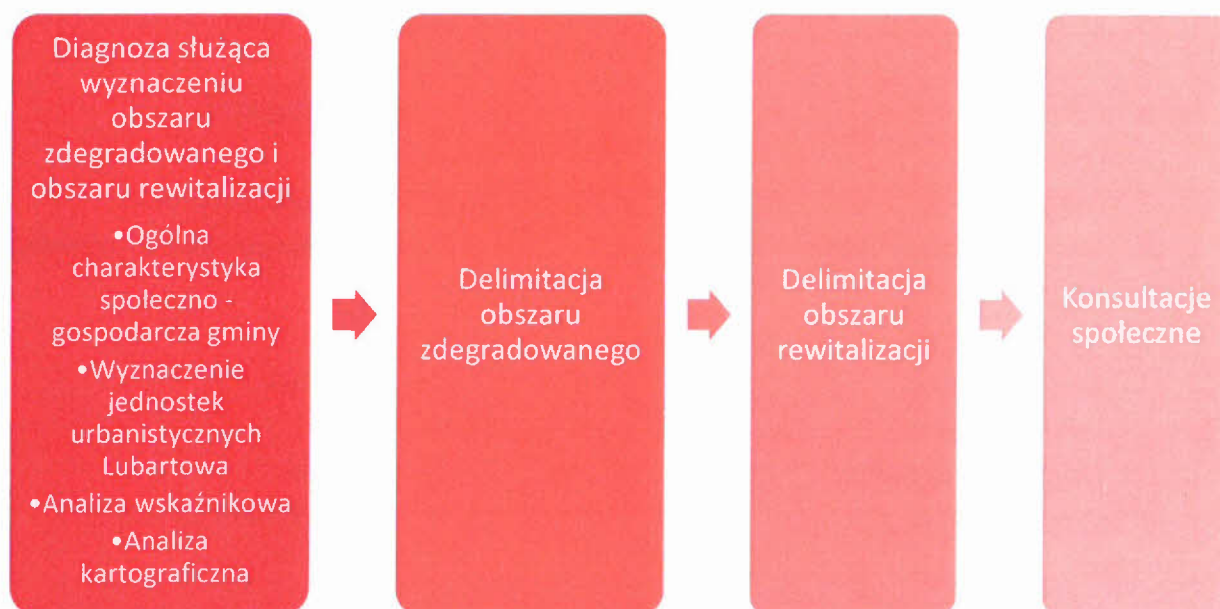 Diagnoza służąca
wyznaczeniu
obszaru
zdegradowanego i
obszaru rewitalizacji
•Ogólna
charakterystyka
społeczno -
gospodarcza gminy
•Wyznaczenie
jednostek
urbanistycznych
Lubartowa
•Analiza wskaźnikowa
•Analiza
kartograficzna
Delimitacja
obszaru
zdegradowanego
Delimitacja
obszaru
rewitalizacji
Konsultacje
społeczne